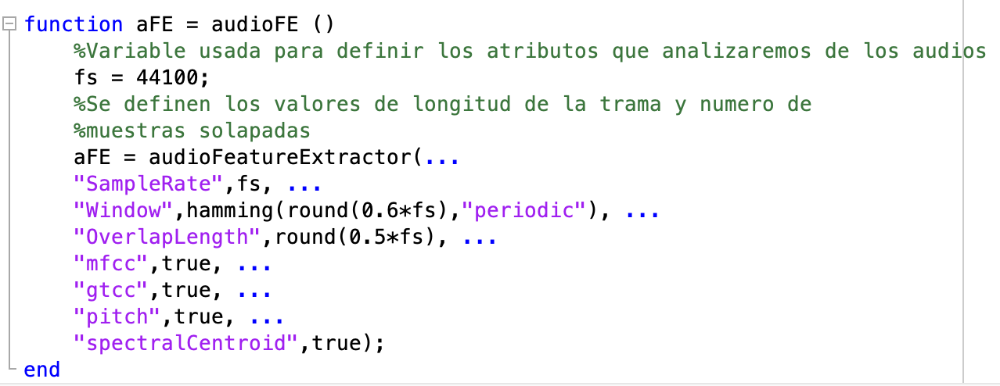 function aFE = audioFE ()
%Variable usada para definir los atributos que analizaremos de los audios
fs = 44100;
%Se definen los valores de longitud de la trama y numero de
%muestras solapadas
aFE = audioFeatureExtractor(...
"SampleRate",fs, ...
"Window",hamming(round(0.6*fs),"periodic"), ...
"OverlapLength",round(0.5*fs), ...
"mfcc",true, ...
"gtcc",true, ...
"pitch",true, ...
"spectralCentroid",true);
end